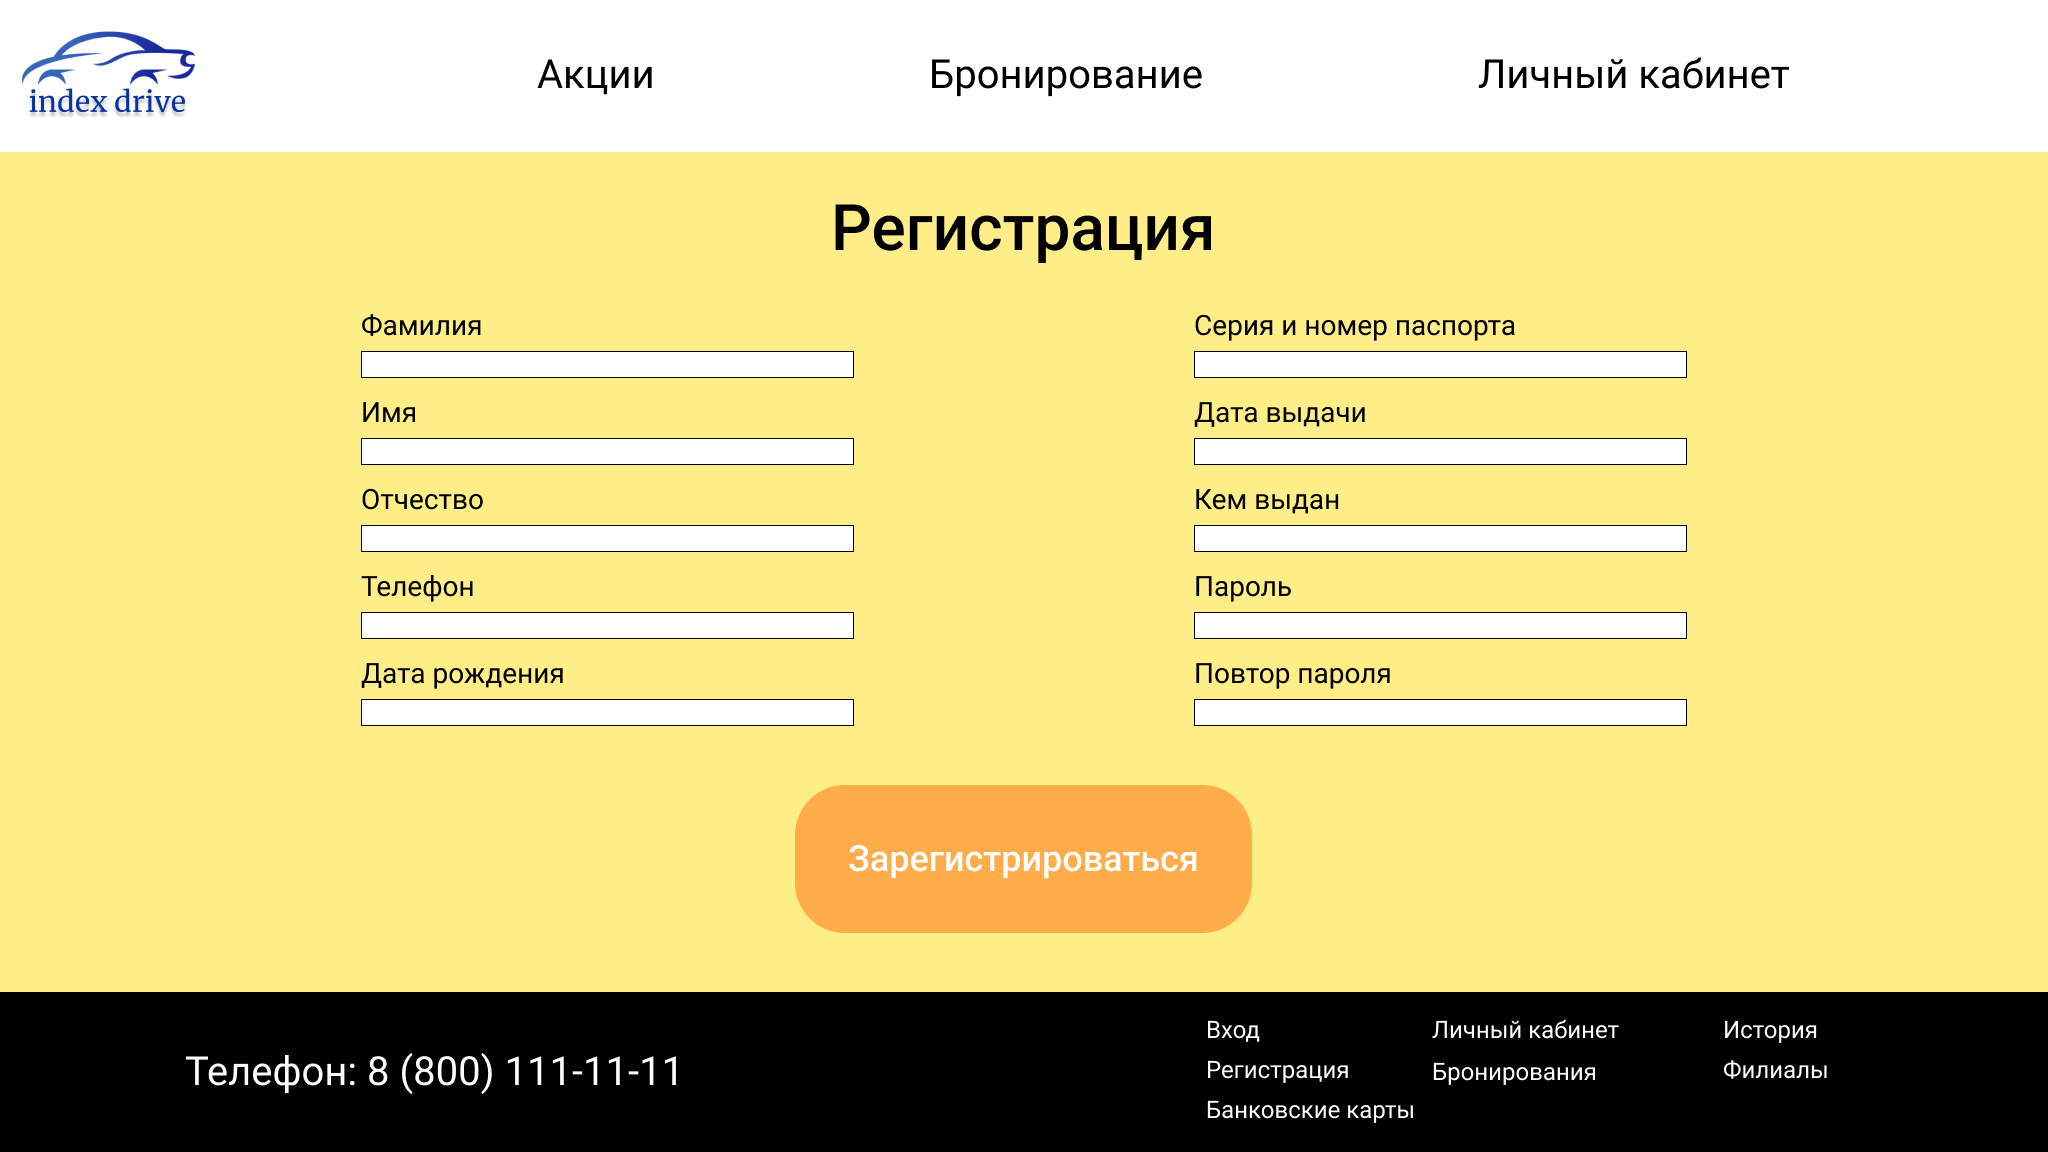 index drive
Акции
Бронирование
Личный кабинет
Регистрация
Фамилия
Имя
Отчество
Телефон
Дата рождения
Серия и номер паспорта
Дата выдачи
Кем выдан
Пароль
Повтор пароля
Зарегистрироваться
Телефон: 8 (800) 111-11-11
Вход
Регистрация
Банковские карты
Личный кабинет
Бронирования
История
Филиалы